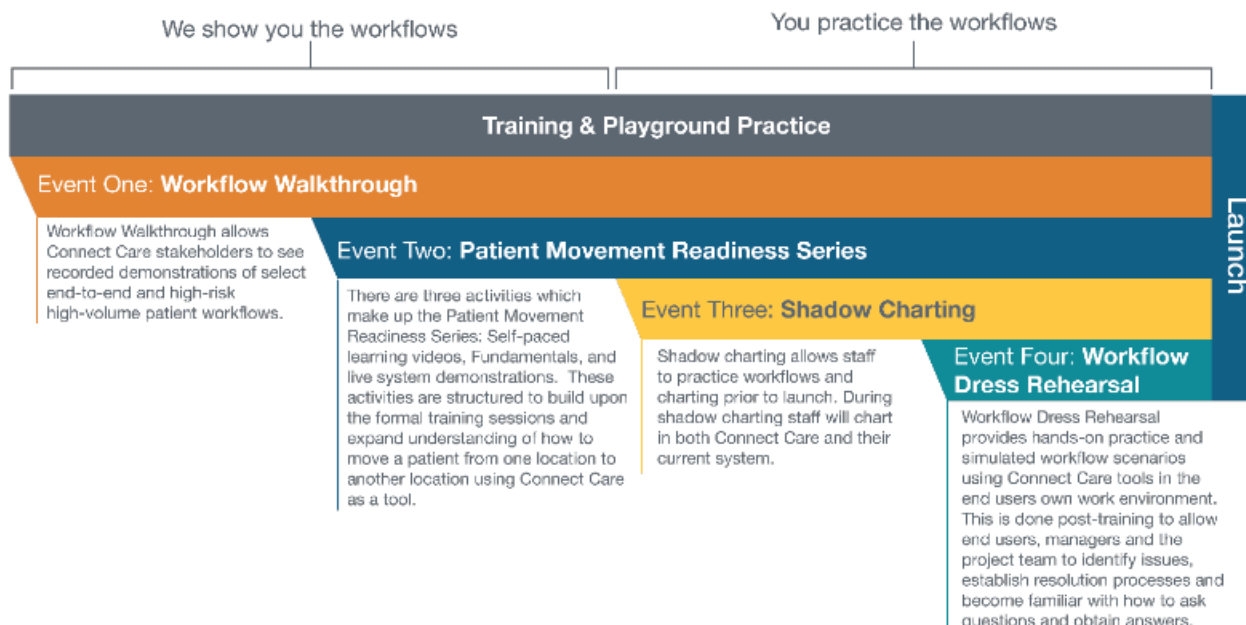 We show you the workflows
You practice the workflows
Training & Playground Practice
Event One: Workflow Walkthrough
Workflow Walkthrough allows
Connect Care stakeholders to see
recorded demonstrations of select
end-to-end and high-risk
high-volume patient workflows.
Event Two: Patient Movement Readiness Series
There are three activities which
make up the Patient Movement
Readiness Series: Self-paced
learning videos, Fundamentals, and
live system demonstrations. These
activities are structured to build upon
the formal training sessions and
expand understanding of how to
move a patient from one location to
another location using Connect Care
as a tool.
Event Three: Shadow Charting
Shadow charting allows staff
to practice workflows and
charting prior to launch. During
shadow charting staff will chart
in both Connect Care and their
current system.
Event Four: Workflow
Dress Rehearsal
Workflow Dress Rehearsal
provides hands-on practice and
simulated workflow scenarios
using Connect Care tools in the
end users own work environment.
This is done post-training to allow
end users, managers and the
project team to identify issues,
establish resolution processes and
become familiar with how to ask
questions and obtain answers.
Launch